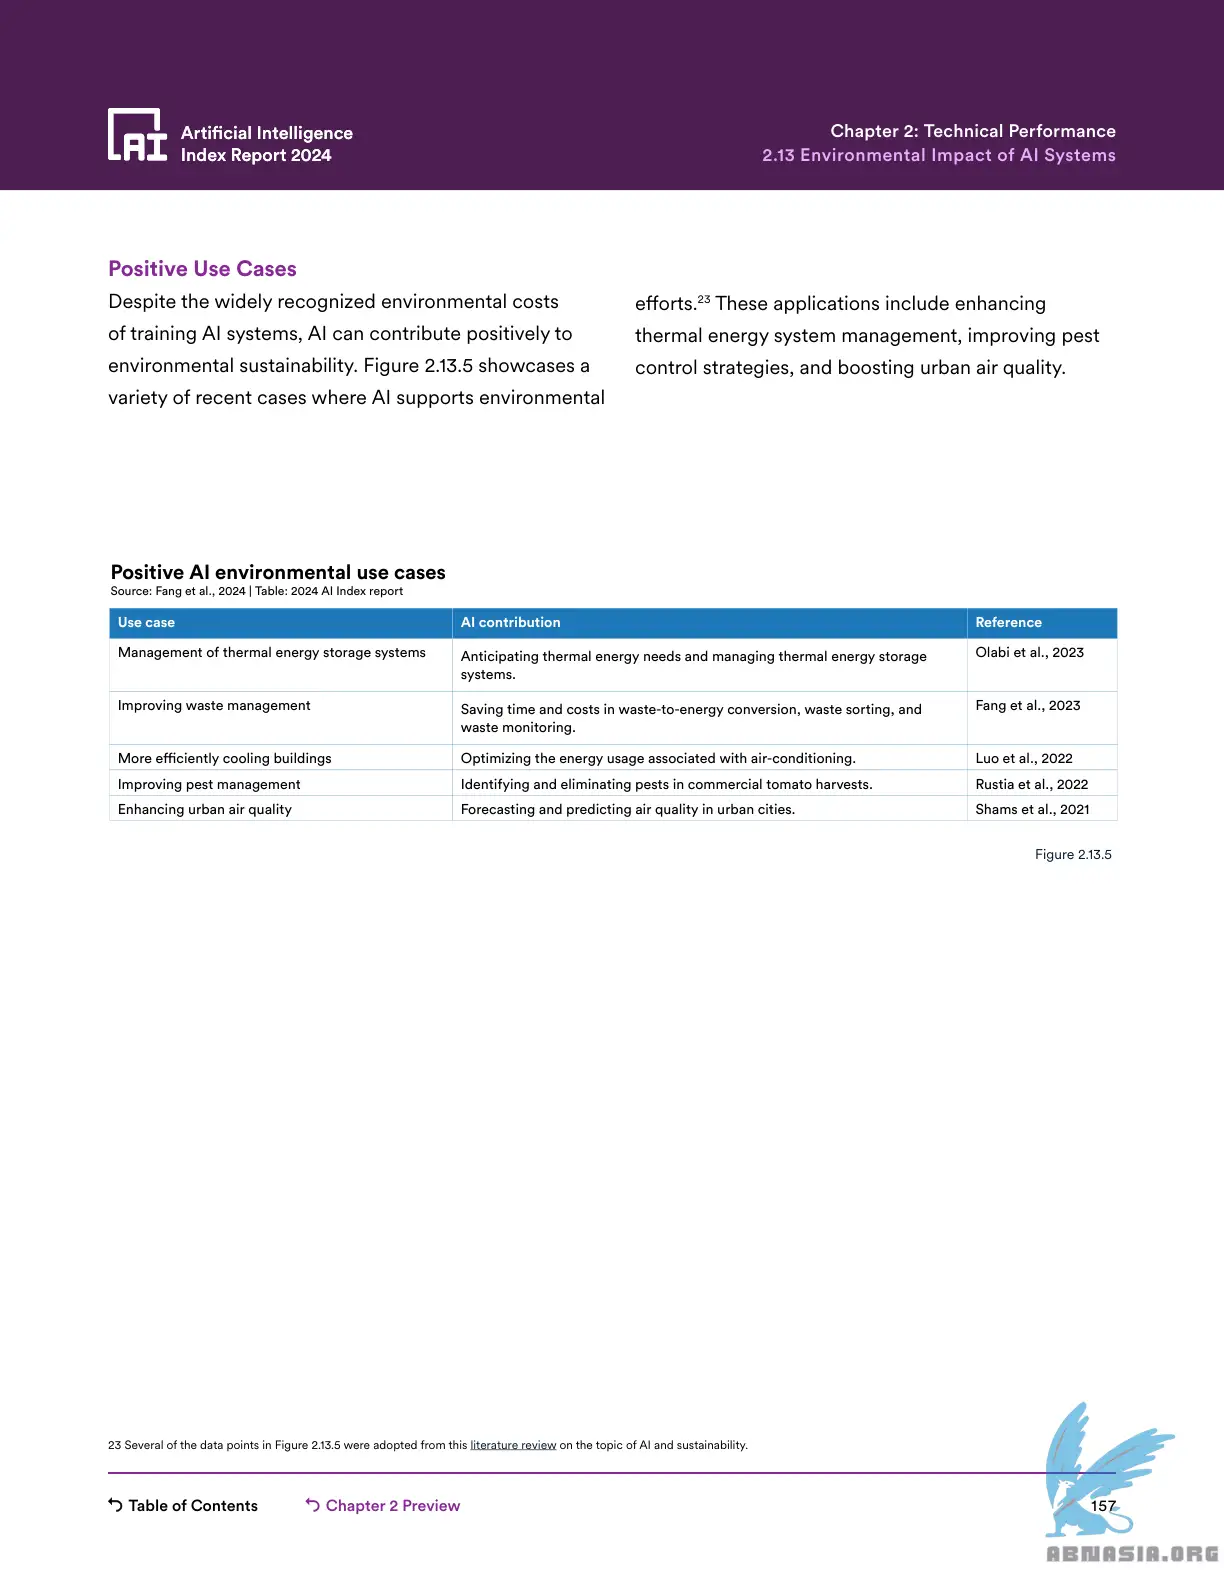 Artificial Intelligence
Index Report 2024
Chapter 2: Technical Performance
2.13 Environmental Impact of AI Systems
Positive Use Cases
Despite the widely recognized environmental costs
of training AI systems, AI can contribute positively to
environmental sustainability. Figure 2.13.5 showcases a
variety of recent cases where AI supports environmental
efforts.23 These applications include enhancing
thermal energy system management, improving pest
control strategies, and boosting urban air quality.
Positive AI environmental use cases
Source: Fang et al., 2024 | Table: 2024 AI Index report
Use case AI contribution Reference
Management of thermal energy storage systems Anticipating thermal energy needs and managing thermal energy storage Olabi et al., 2023
systems.
Improving waste management Saving time and costs in waste-to-energy conversion, waste sorting, and Fang et al., 2023
waste monitoring.
More efficiently cooling buildings Optimizing the energy usage associated with air-conditioning. Luo et al., 2022
Improving pest management Identifying and eliminating pests in commercial tomato harvests. Rustia et al., 2022
Enhancing urban air quality Forecasting and predicting air quality in urban cities. Shams et al., 2021
Figure 2.13.5
23 Several of the data points in Figure 2.13.5 were adopted from this literature review on the topic of AI and sustainability.
Table of Contents Chapter 2 Preview 157
ABNASIA.ORG